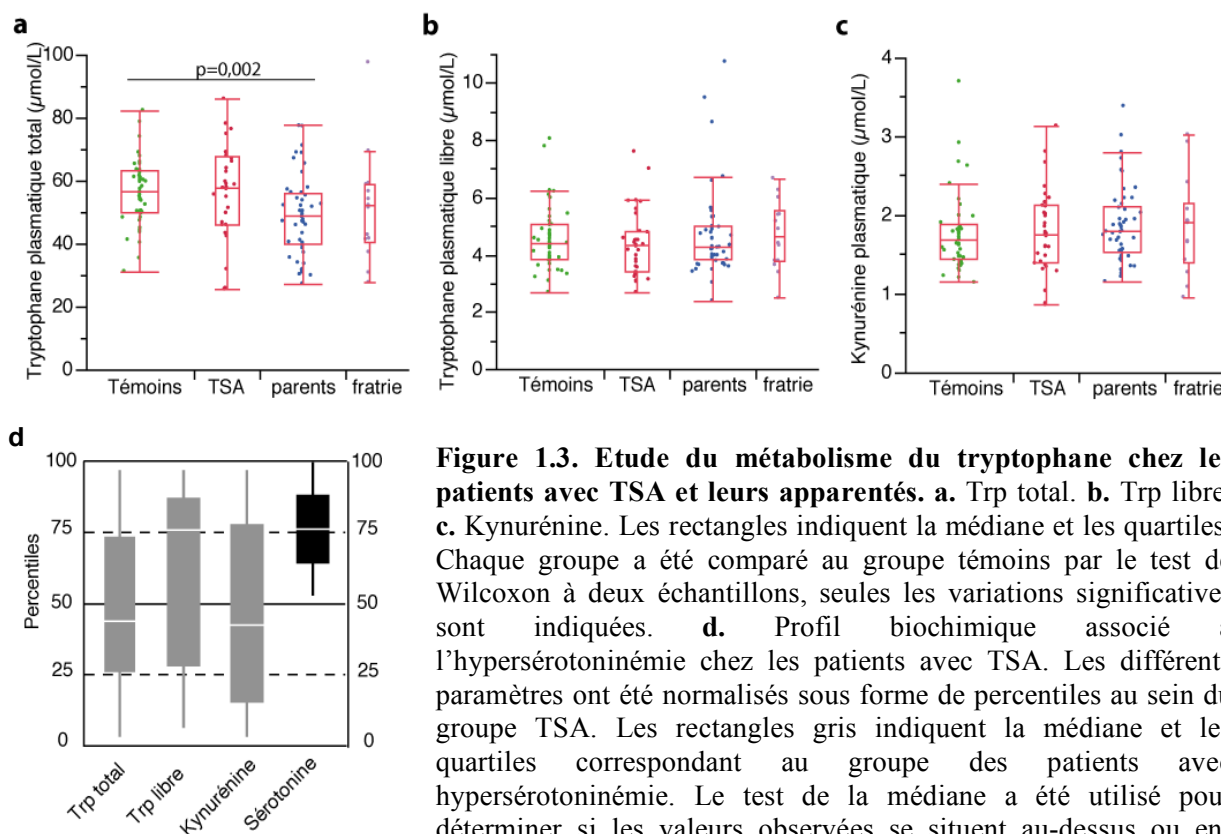 a
Tryptophane plasmatique total (µmol/L)
100
80
60
40
20
0
p=0,002
Témoins TSA parents fratrie
b
Tryptophane plasmatique libre (µmol/L)
10
8
6
4
2
0
Témoins TSA parents fratrie
c
Kynurénine plasmatique (µmol/L)
4
3
2
1
0
Témoins TSA parents fratrie
d
Percentiles
100 100
75 75
50 50
25 25
0 0
Trp total
Trp libre
Kynurénine
Sérotonine
Figure 1.3. Etude du métabolisme du tryptophane chez le
patients avec TSA et leurs apparentés. a. Trp total. b. Trp libre
c. Kynurénine. Les rectangles indiquent la médiane et les quartiles
Chaque groupe a été comparé au groupe témoins par le test de
Wilcoxon à deux échantillons, seules les variations significative
sont indiquées. d. Profil biochimique associé
l'hypersérotoninémie chez les patients avec TSA. Les différent
paramètres ont été normalisés sous forme de percentiles au sein du
groupe TSA. Les rectangles gris indiquent la médiane et le
quartiles correspondant au groupe des patients avec
hypersérotoninémie. Le test de la médiane a été utilisé pou
déterminer si les valeurs observées se situent au-dessus ou en